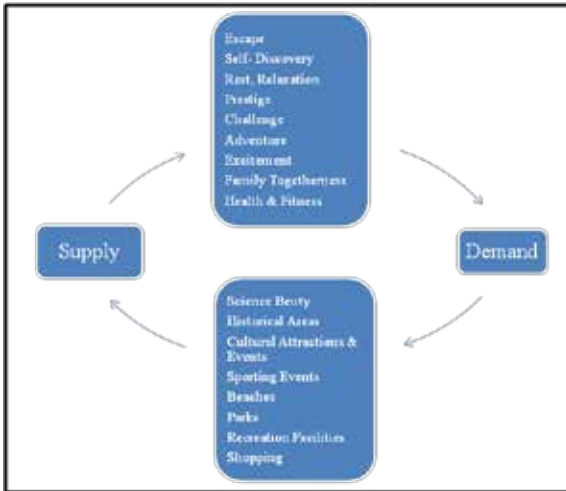 Escape
Self- Discovery
Rest, Relaxation
Prestige
Challenge
Adventure
Excitement
Family Togetherness
Health & Fitness
Supply
Demand
Science Beuty
Historical Areas
Cultural Attractions &
Events
Sporting Events
Beaches
Parks
Recreation Facilities
Shopping